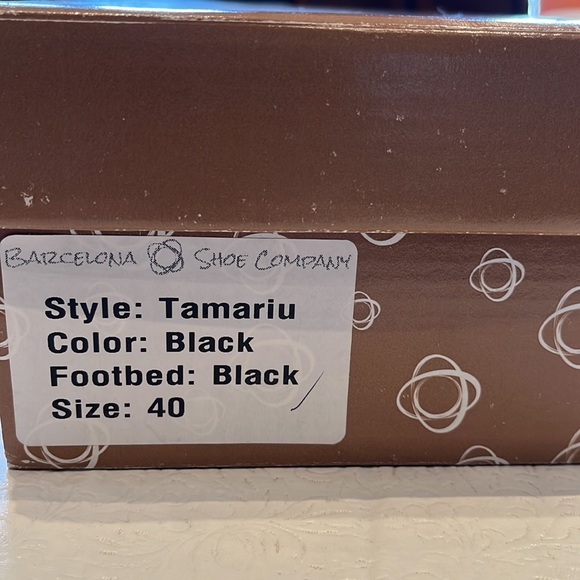 BARCELONA SHOE COMPANY
Style: Tamariu
Color: Black
Footbed: Black
Size: 40